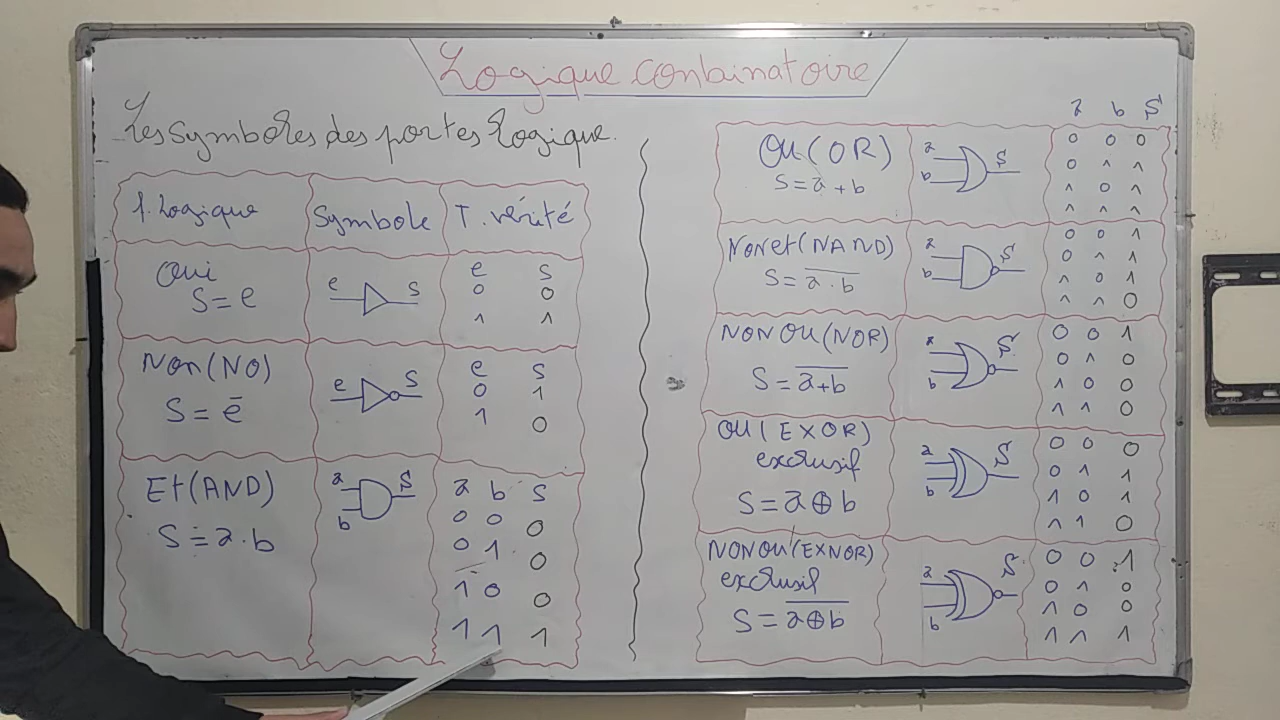 Logique conbinatoire
Les symboles des portes logique.
P. Logique Symbole T. vérité
Oui
S = e
e S
e s
0 0
1 1
Non (NO)
S = ē
e S
e s
0 1
1 0
Et (AND)
S = a . b
a b S
a b s
0 0 0
0 1 0
1 0 0
1 1 1
a b S
OU (OR)
S = a + b
a b S
0 0 0
0 1 1
1 0 1
1 1 1
Non et (NAND)
S = a̅ ̅.̅ ̅b̅
a b S
0 0 1
0 1 1
1 0 1
1 1 0
NON OU (NOR)
S = a̅+̅b̅
a b S
0 0 1
0 1 0
1 0 0
1 1 0
OU (EXOR)
exclusif
S = a ⊕ b
a b S
0 0 0
0 1 1
1 0 1
1 1 0
NON OU (EXNOR)
exclusif
S = a̅⊕̅b̅
a b S
0 0 1
0 1 0
1 0 0
1 1 1